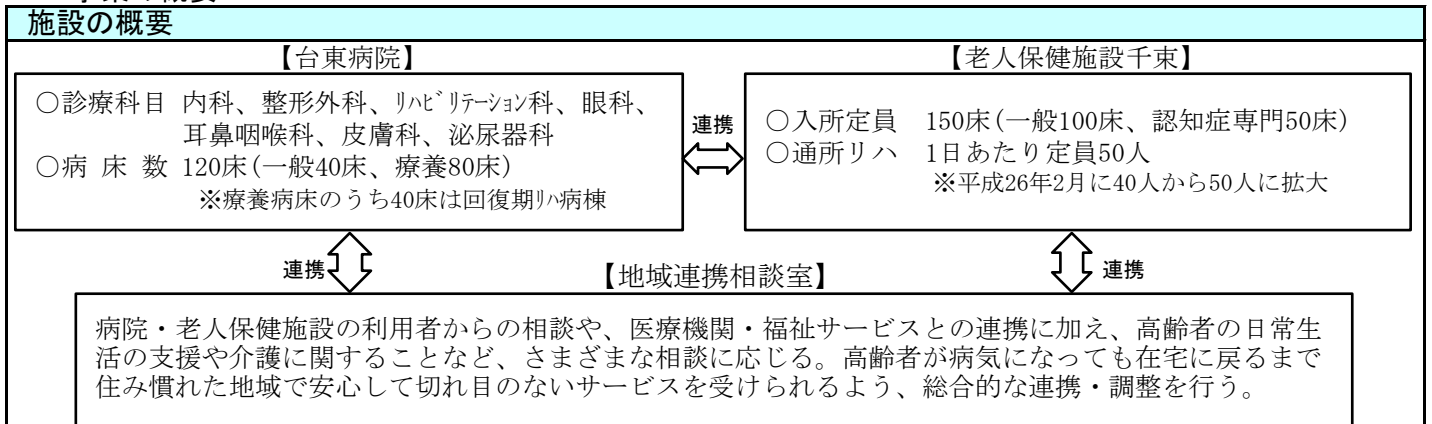 施設の概要
【台東病院】
○診療科目 内科、整形外科、ﾘﾊﾋﾞﾘﾃｰｼｮﾝ科、眼科、
耳鼻咽喉科、皮膚科、泌尿器科
○病 床 数 120床(一般40床、療養80床)
※療養病床のうち40床は回復期ﾘﾊ病棟
連携
【老人保健施設千束】
○入所定員 150床(一般100床、認知症専門50床)
○通所リハ 1日あたり定員50人
※平成26年2月に40人から50人に拡大
連携
【地域連携相談室】
連携
病院・老人保健施設の利用者からの相談や、医療機関・福祉サービスとの連携に加え、高齢者の日常生
活の支援や介護に関することなど、さまざまな相談に応じる。高齢者が病気になっても在宅に戻るまで
住み慣れた地域で安心して切れ目のないサービスを受けられるよう、総合的な連携・調整を行う。